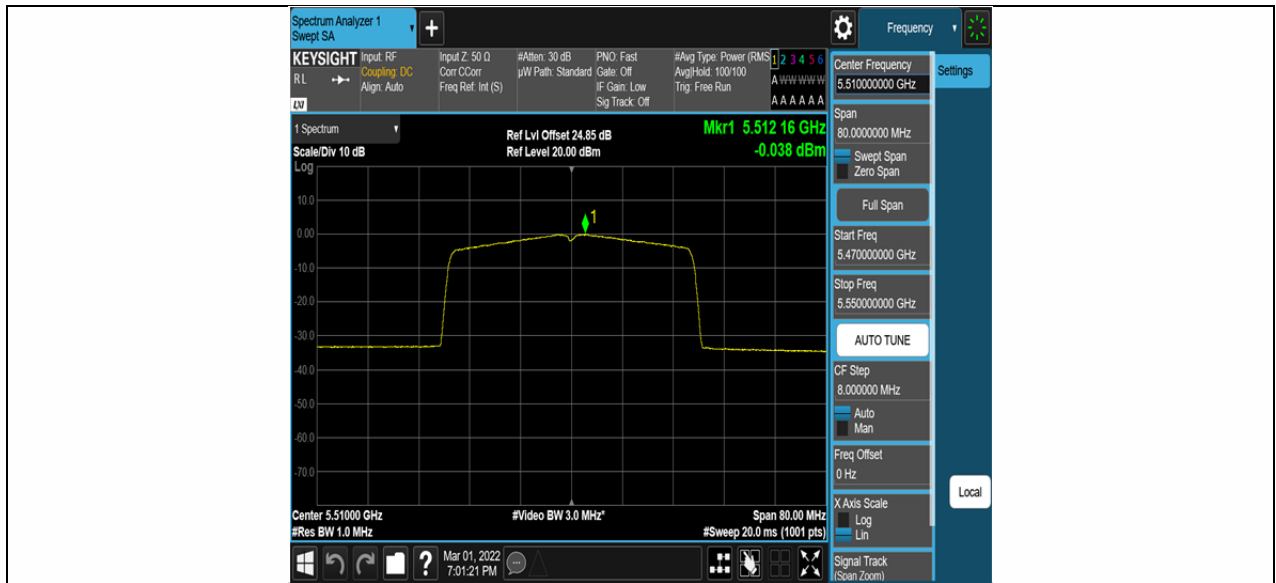 Spectrum Analyzer 1
Swept SA
+
Frequency
KEYSIGHT
RL
LXI
Input: RF
Coupling: DC
Align: Auto
Input Z: 50 Ω
Corr CCorr
Freq Ref: Int (S)
#Atten: 30 dB
µW Path: Standard
PNO: Fast
Gate: Off
IF Gain: Low
Sig Track: Off
#Avg Type: Power (RMS
Avg|Hold: 100/100
Trig: Free Run
1 2 3 4 5 6
A W W W W W
A A A A A A
Center Frequency
5.510000000 GHz
Settings
Span
80.0000000 MHz
Swept Span
Zero Span
Full Span
Start Freq
5.470000000 GHz
Stop Freq
5.550000000 GHz
AUTO TUNE
CF Step
8.000000 MHz
Auto
Man
Freq Offset
0 Hz
X Axis Scale
Log
Lin
Local
Signal Track
(Span Zoom)
1 Spectrum
Scale/Div 10 dB
Log
Ref Lvl Offset 24.85 dB
Ref Level 20.00 dBm
Mkr1 5.512 16 GHz
-0.038 dBm
1
10.0
0.00
-10.0
-20.0
-30.0
-40.0
-50.0
-60.0
-70.0
Center 5.51000 GHz
#Res BW 1.0 MHz
#Video BW 3.0 MHz*
Span 80.00 MHz
#Sweep 20.0 ms (1001 pts)
?
Mar 01, 2022
7:01:21 PM